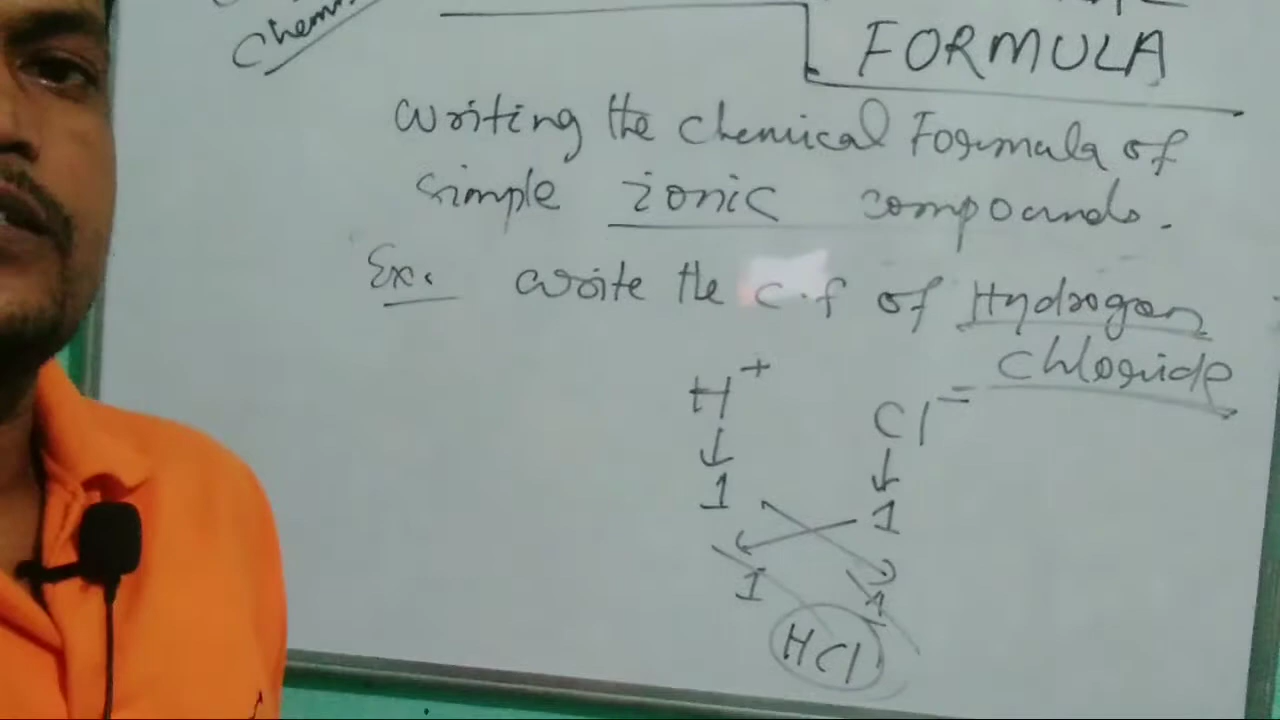 FORMULA
Writing the Chemical Formula of
simple ionic compounds.
Ex. Write the c.f of Hydrogen
Chloride
H+ Cl-
1 1
1 1
HCl